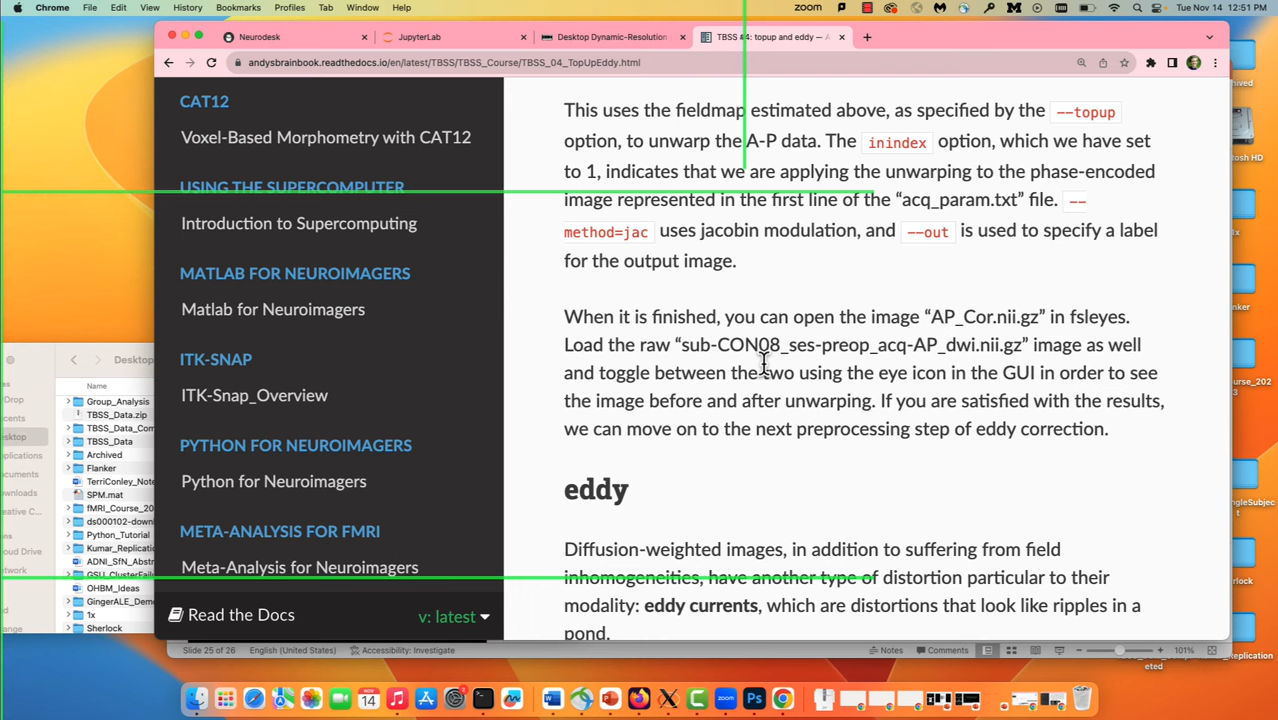 Chrome File Edit View History Bookmarks Profiles Tab Window Help
zoom Tue Nov 14 12:51 PM
Neurodesk × JupyterLab × Desktop Dynamic-Resolution × TBSS #4: topup and eddy — A × +
andysbrainbook.readthedocs.io/en/latest/TBSS/TBSS_Course/TBSS_04_TopUpEddy.html
CAT12
Voxel-Based Morphometry with CAT12
USING THE SUPERCOMPUTER
Introduction to Supercomputing
MATLAB FOR NEUROIMAGERS
Matlab for Neuroimagers
ITK-SNAP
ITK-Snap_Overview
PYTHON FOR NEUROIMAGERS
Python for Neuroimagers
META-ANALYSIS FOR FMRI
Meta-Analysis for Neuroimagers
Read the Docs v: latest
This uses the fieldmap estimated above, as specified by the --topup
option, to unwarp the A-P data. The inindex option, which we have set
to 1, indicates that we are applying the unwarping to the phase-encoded
image represented in the first line of the “acq_param.txt” file. --
method=jac uses jacobin modulation, and --out is used to specify a label
for the output image.
When it is finished, you can open the image “AP_Cor.nii.gz” in fsleyes.
Load the raw “sub-CON08_ses-preop_acq-AP_dwi.nii.gz” image as well
and toggle between the two using the eye icon in the GUI in order to see
the image before and after unwarping. If you are satisfied with the results,
we can move on to the next preprocessing step of eddy correction.
eddy
Diffusion-weighted images, in addition to suffering from field
inhomogeneities, have another type of distortion particular to their
modality: eddy currents, which are distortions that look like ripples in a
pond.
Desktop
Name
Group_Analysis
TBSS_Data.zip
TBSS_Data_Com
TBSS_Data
Archived
Flanker
TerriConley_Note
SPM.mat
fMRI_Course_20
ds000102-down
Python_Tutorial
Kumar_Replicatio
ADNI_SfN_Abstra
GSU_ClusterFail
OHBM_Ideas
GingerALE_Demo
1x
Sherlock
Slide 25 of 26 English (United States) Accessibility: Investigate Notes Comments 101%